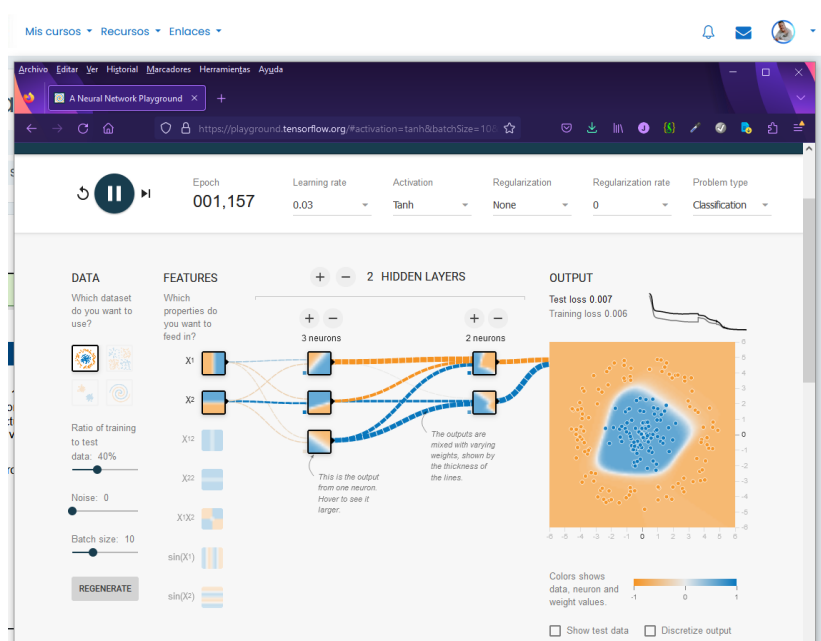 Mis cursos Recursos Enlaces
Archivo Editar Ver Historial Marcadores Herramientas Ayuda
A Neural Network Playground
https://playground.tensorflow.org/#activation=tanh&batchSize=10&
Epoch
001,157
Learning rate
0.03
Activation
Tanh
Regularization
None
Regularization rate
0
Problem type
Classification
DATA
Which dataset
do you want to
use?
Ratio of training
to test
data: 40%
Noise: 0
Batch size: 10
REGENERATE
FEATURES
Which
properties do
you want to
feed in?
X1
X2
X12
X22
X1X2
sin(X1)
sin(X2)
+ − 2 HIDDEN LAYERS
+ −
3 neurons
+ −
2 neurons
This is the output
from one neuron.
Hover to see it
larger.
The outputs are
mixed with varying
weights, shown by
the thickness of
the lines.
OUTPUT
Test loss 0.007
Training loss 0.006
6
5
4
3
2
1
0
-1
-2
-3
-4
-5
-6
-6 -5 -4 -3 -2 -1 0 1 2 3 4 5 6
Colors shows
data, neuron and
weight values.
-1 0 1
Show test data Discretize output